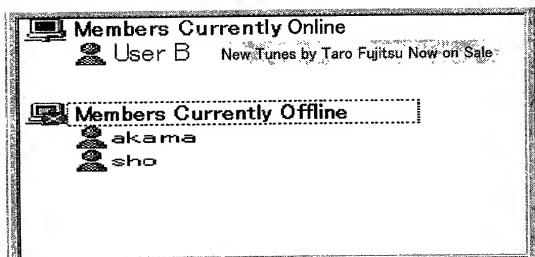 Members Currently Online
User B New Tunes by Taro Fujitsu Now on Sale
Members Currently Offline
akama
sho